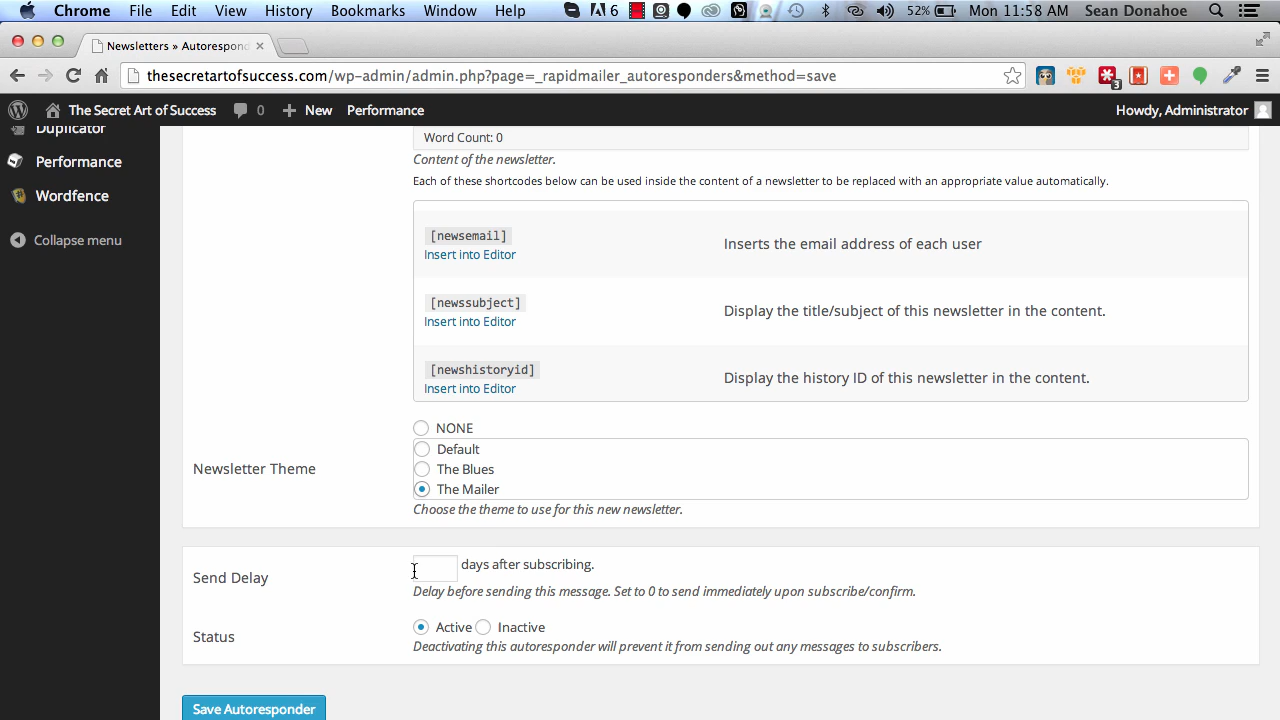 Chrome File Edit View History Bookmarks Window Help 6 52% Mon 11:58 AM Sean Donahoe
Newsletters » Autorespond
thesecretartofsuccess.com/wp-admin/admin.php?page=_rapidmailer_autoresponders&method=save 3
The Secret Art of Success 0 New Performance Howdy, Administrator
Duplicator
Performance
Wordfence
Collapse menu
Word Count: 0
Content of the newsletter.
Each of these shortcodes below can be used inside the content of a newsletter to be replaced with an appropriate value automatically.
[newsemail]
Insert into Editor
Inserts the email address of each user
[newssubject]
Insert into Editor
Display the title/subject of this newsletter in the content.
[newshistoryid]
Insert into Editor
Display the history ID of this newsletter in the content.
Newsletter Theme
NONE
Default
The Blues
The Mailer
Choose the theme to use for this new newsletter.
Send Delay
days after subscribing.
Delay before sending this message. Set to 0 to send immediately upon subscribe/confirm.
Status
Active Inactive
Deactivating this autoresponder will prevent it from sending out any messages to subscribers.
Save Autoresponder